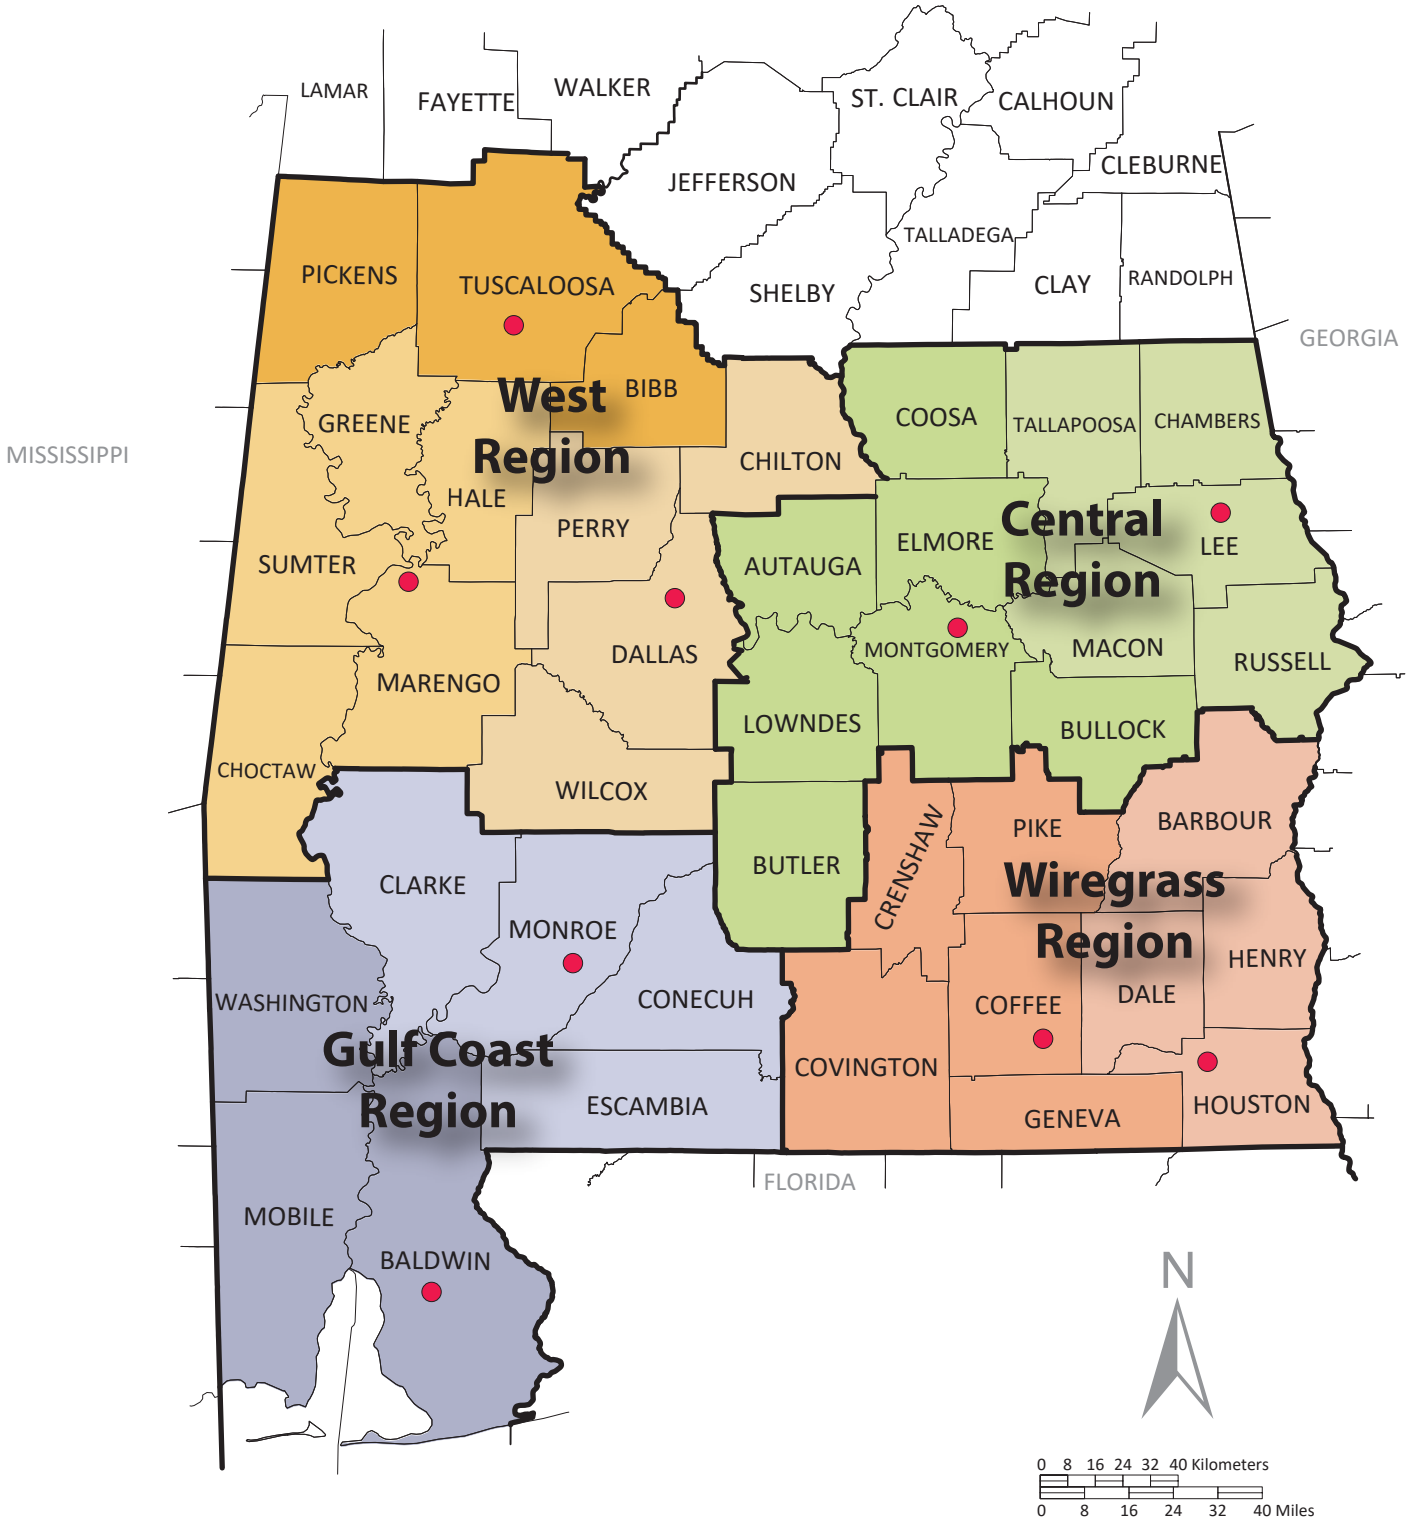 LAMAR
FAYETTE
WALKER
ST. CLAIR
CALHOUN
CLEBURNE
JEFFERSON
TALLADEGA
SHELBY
CLAY
RANDOLPH
GEORGIA
MISSISSIPPI
PICKENS
TUSCALOOSA
BIBB
West
Region
GREENE
HALE
CHILTON
PERRY
SUMTER
DALLAS
MARENGO
CHOCTAW
WILCOX
COOSA
TALLAPOOSA
CHAMBERS
Central
Region
ELMORE
AUTAUGA
LEE
MONTGOMERY
MACON
RUSSELL
LOWNDES
BULLOCK
BUTLER
CRENSHAW
PIKE
BARBOUR
Wiregrass
Region
HENRY
COFFEE
DALE
COVINGTON
GENEVA
HOUSTON
CLARKE
MONROE
CONECUH
WASHINGTON
Gulf Coast
Region
ESCAMBIA
MOBILE
BALDWIN
FLORIDA
N
0 8 16 24 32 40 Kilometers
0 8 16 24 32 40 Miles